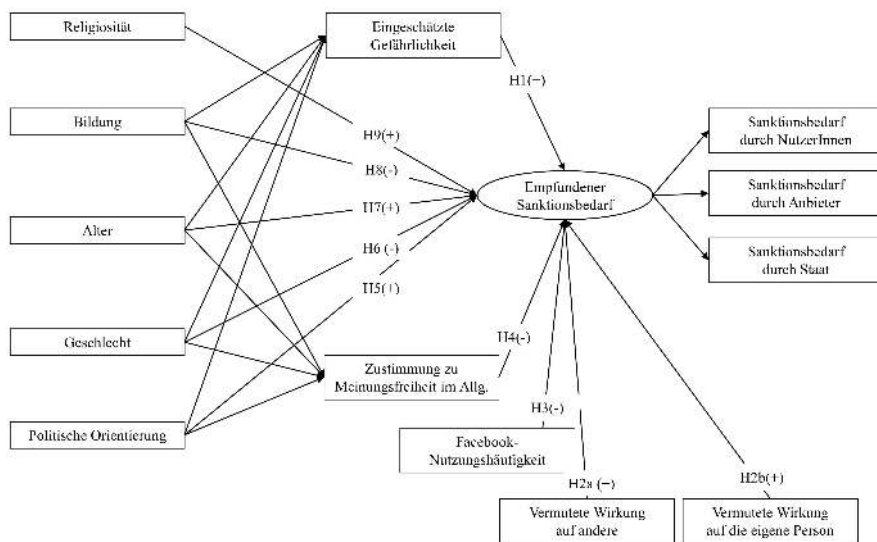 Religiosität
Eingeschätzte
Gefährlichkeit
H1(+)
Bildung
Sanktionsbedarf
durch NutzerInnen
H9(+)
H8(-)
Empfundener
Sanktionsbedarf
Sanktionsbedarf
durch Anbieter
H7(+)
Alter
H6 (-)
Sanktionsbedarf
durch Staat
H5(+)
Geschlecht
H4(-)
Zustimmung zu
Meinungsfreiheit im Allg.
H3(-)
Politische Orientierung
Facebook-
Nutzungshäufigkeit
H2a (+)
H2b(+)
Vermutete Wirkung
auf andere
Vermutete Wirkung
auf die eigene Person